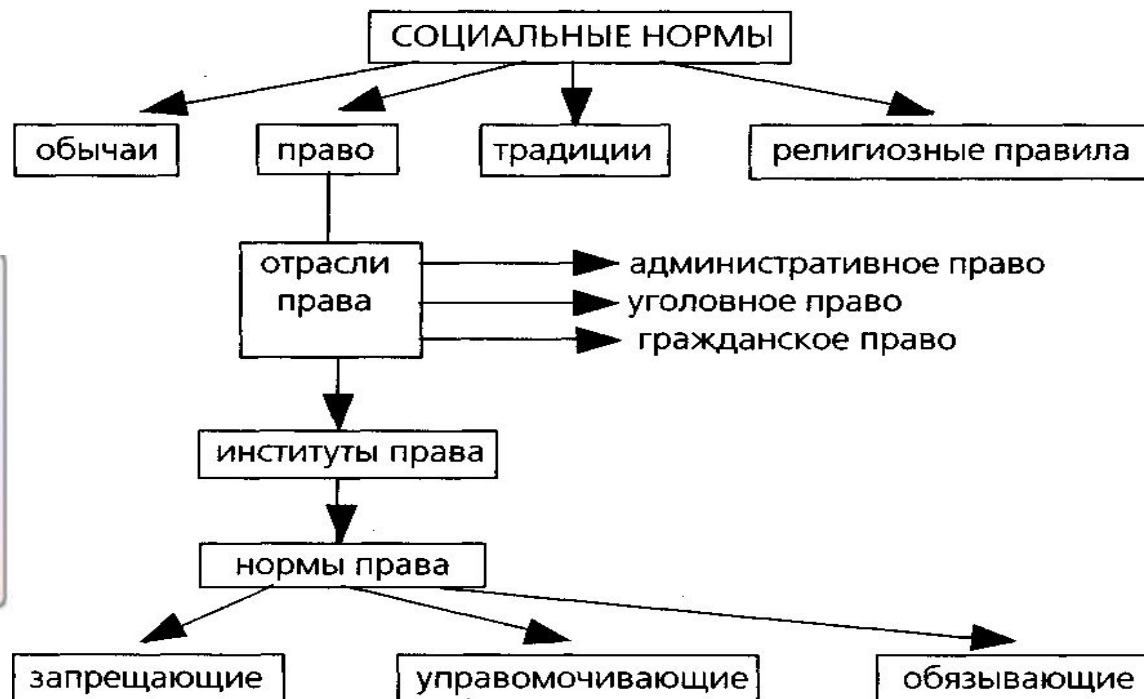 СОЦИАЛЬНЫЕ НОРМЫ
обычаи
право
традиции
религиозные правила
отрасли
права
административное право
уголовное право
гражданское право
институты права
нормы права
запрещающие
управомочивающие
обязывающие